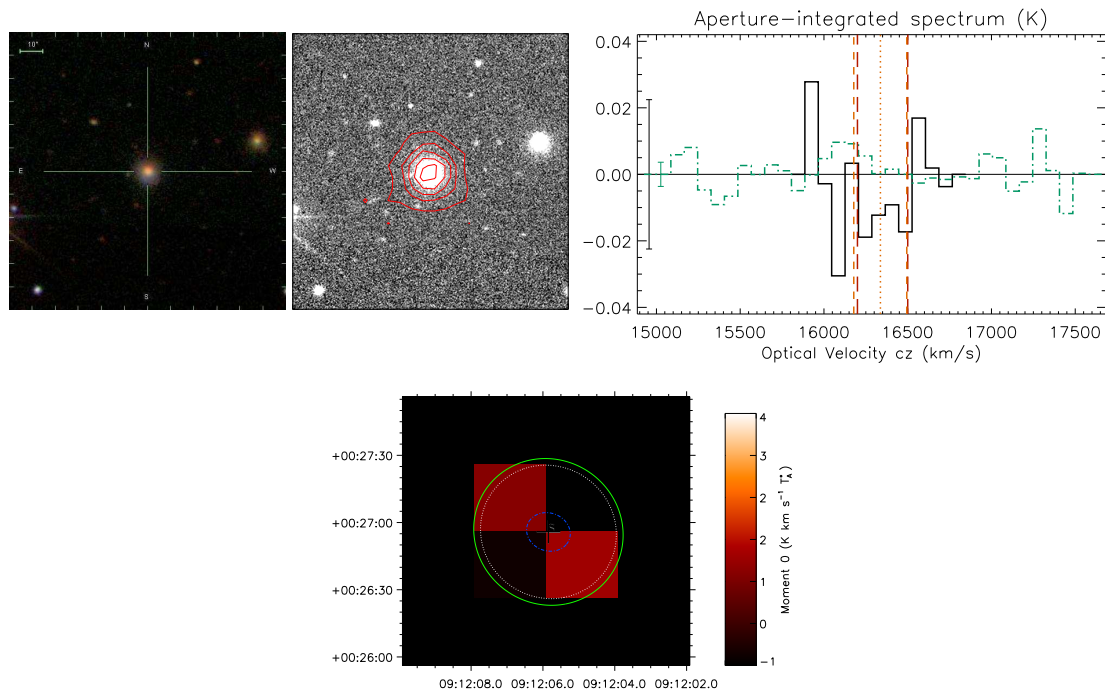 10"
N
E
W
S
Aperture-integrated spectrum (K)
0.04
0.02
0.00
-0.02
-0.04
15000 15500 16000 16500 17000 17500
Optical Velocity cz (km/s)
+00:27:30
+00:27:00
+00:26:30
+00:26:00
09:12:08.0 09:12:06.0 09:12:04.0 09:12:02.0
4
3
2
2
1
0
-1
Moment 0 (K km s⁻¹ T*A)